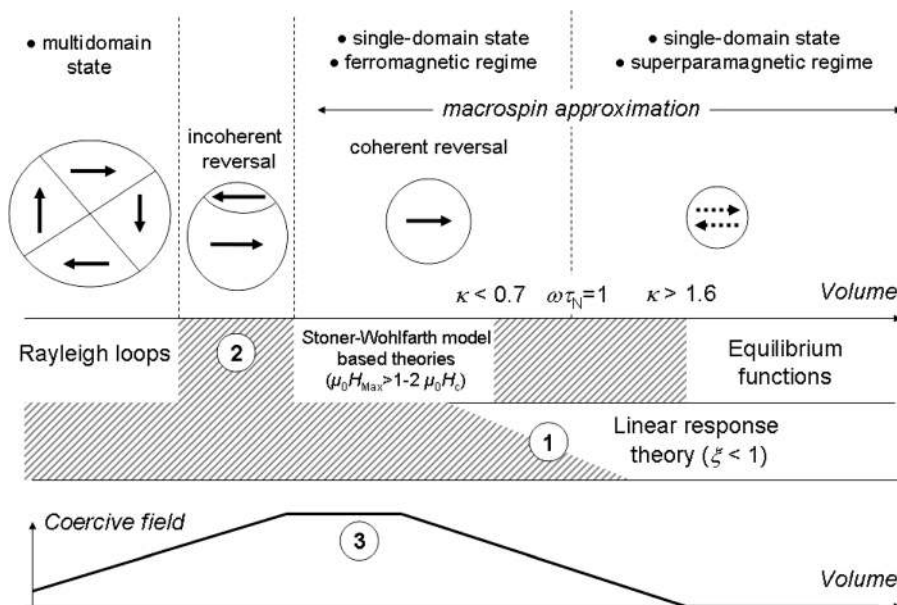 • multidomain
state
• single-domain state
• ferromagnetic regime
• single-domain state
• superparamagnetic regime
macrospin approximation
incoherent
reversal
coherent reversal
κ < 0.7
ωτN=1
κ > 1.6
Volume
Rayleigh loops
2
Stoner-Wohlfarth model
based theories
(μ0HMax>1-2 μ0Hc)
Equilibrium
functions
1
Linear response
theory (ξ < 1)
Coercive field
3
Volume